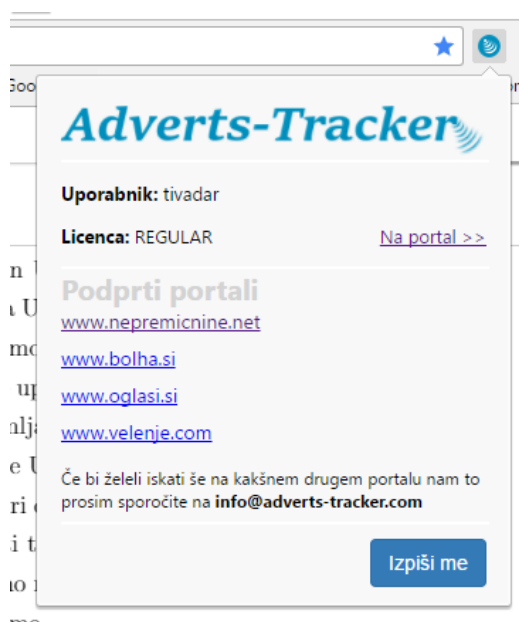 Adverts-Tracker
Uporabnik: tivadar
Licenca: REGULAR Na portal >>
Podprti portali
www.nepremicnine.net
www.bolha.si
www.oglasi.si
www.velenje.com
Če bi želeli iskati še na kakšnem drugem portalu nam to
prosim sporočite na info@adverts-tracker.com
Izpiši me